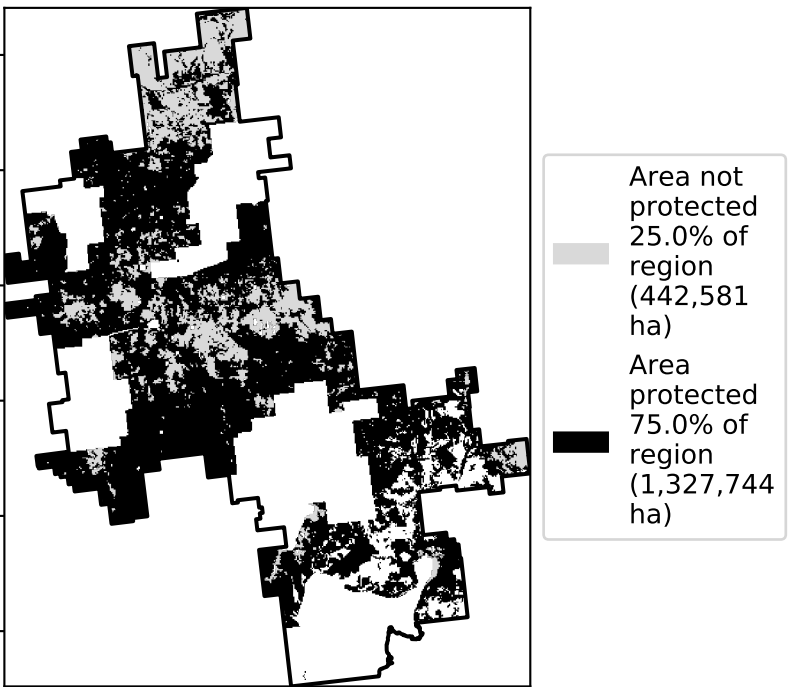 Area not
protected
25.0% of
region
(442,581
ha)
Area
protected
75.0% of
region
(1,327,744
ha)